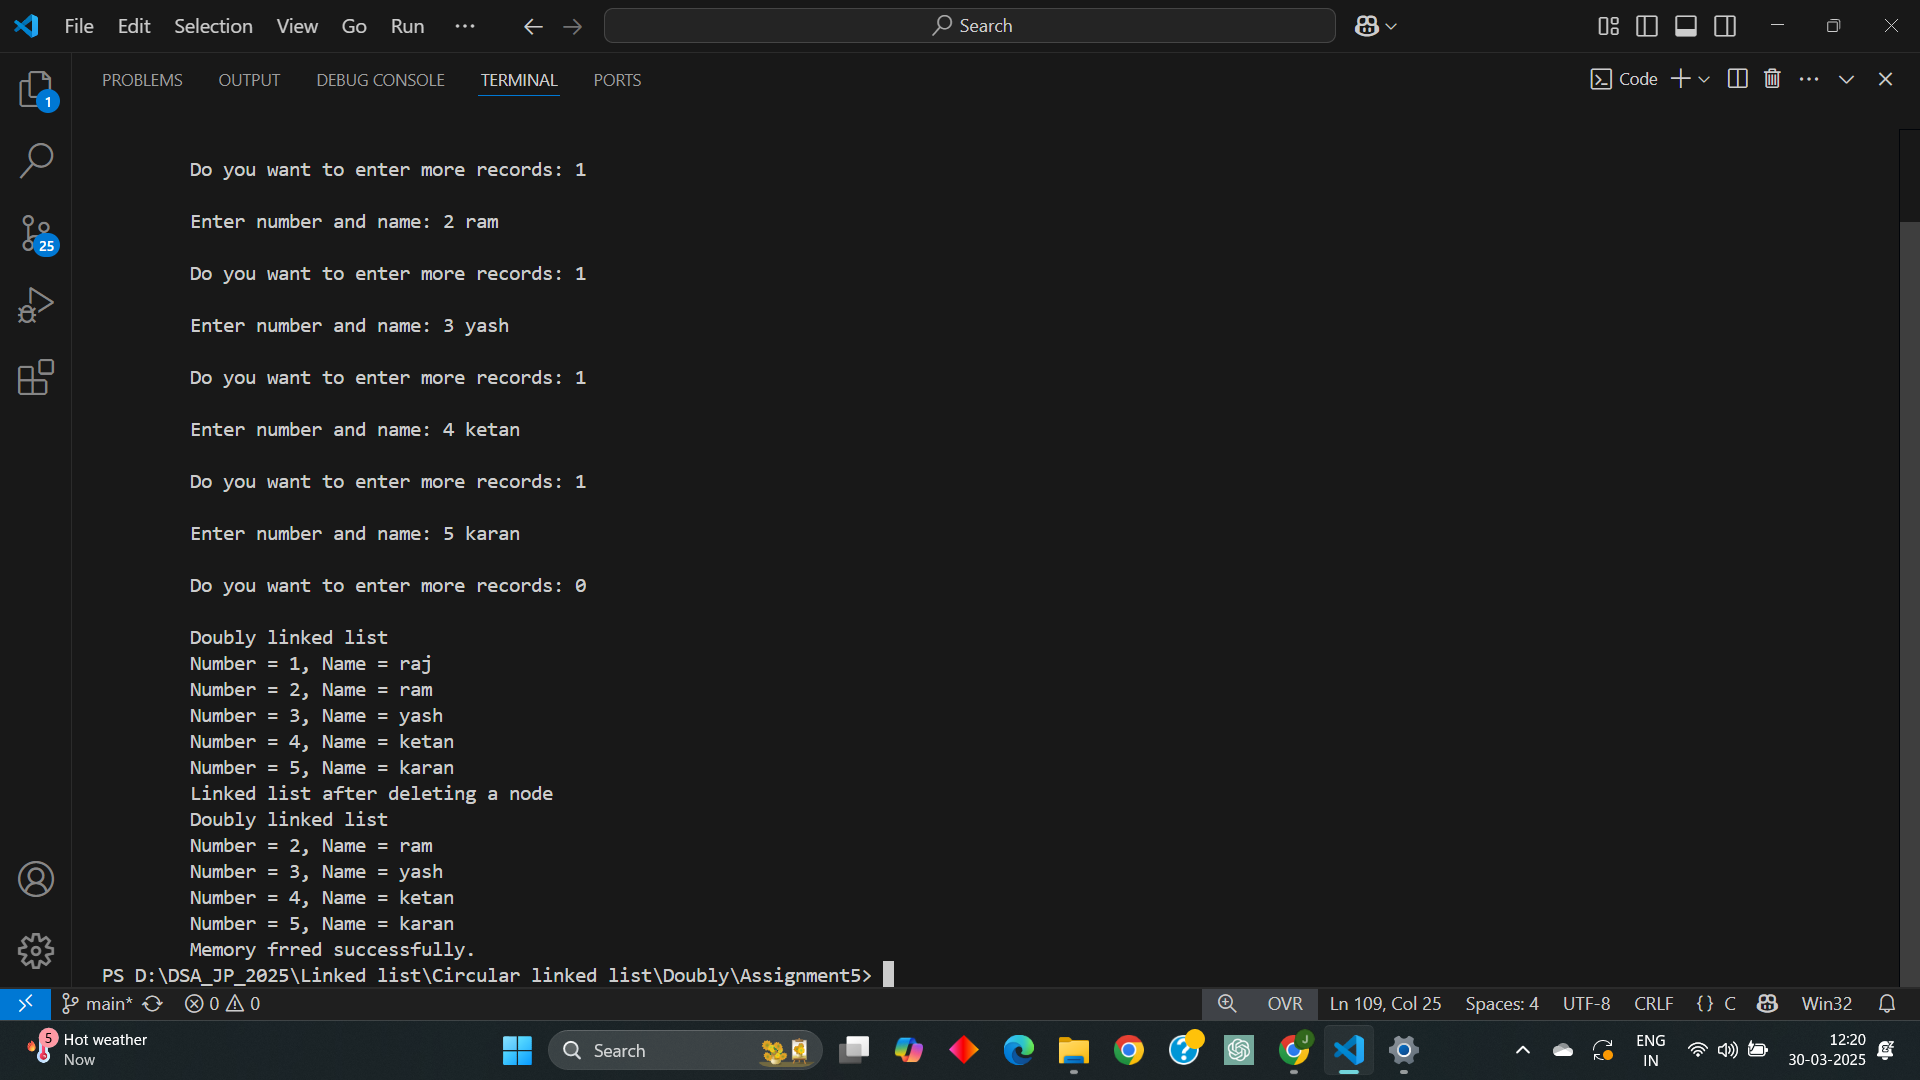 File Edit Selection View Go Run ··· Search
PROBLEMS OUTPUT DEBUG CONSOLE TERMINAL PORTS Code
1
25
Do you want to enter more records: 1
Enter number and name: 2 ram
Do you want to enter more records: 1
Enter number and name: 3 yash
Do you want to enter more records: 1
Enter number and name: 4 ketan
Do you want to enter more records: 1
Enter number and name: 5 karan
Do you want to enter more records: 0
Doubly linked list
Number = 1, Name = raj
Number = 2, Name = ram
Number = 3, Name = yash
Number = 4, Name = ketan
Number = 5, Name = karan
Linked list after deleting a node
Doubly linked list
Number = 2, Name = ram
Number = 3, Name = yash
Number = 4, Name = ketan
Number = 5, Name = karan
Memory frred successfully.
PS D:\DSA_JP_2025\Linked list\Circular linked list\Doubly\Assignment5>
main* 0 0 OVR Ln 109, Col 25 Spaces: 4 UTF-8 CRLF {} C Win32
5 Hot weather
Now
Search
J
ENG
IN
12:20
30-03-2025